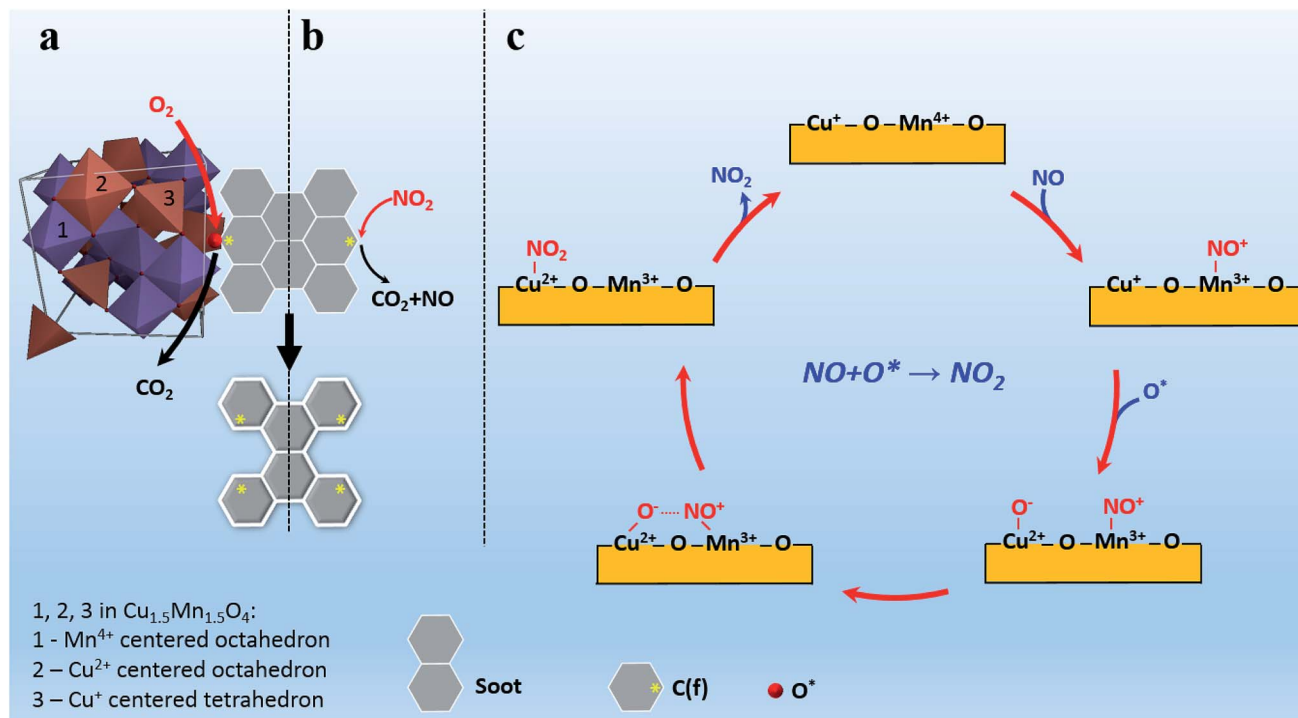 a
b
c
O2
2
3
1
*
*
NO2
CO2+NO
CO2
*
*
*
*
Cu+ – O – Mn4+ – O –
NO
NO+
Cu+ – O – Mn3+ – O
O*
O- NO+
Cu2+ – O – Mn3+ – O –
O- ..... NO+
Cu2+ – O – Mn3+ – O
NO2
Cu2+ – O – Mn3+ – O –
NO2
NO+O* → NO2
1, 2, 3 in Cu1.5Mn1.5O4:
1 - Mn4+ centered octahedron
2 – Cu2+ centered octahedron
3 – Cu+ centered tetrahedron
Soot
* C(f)
O*